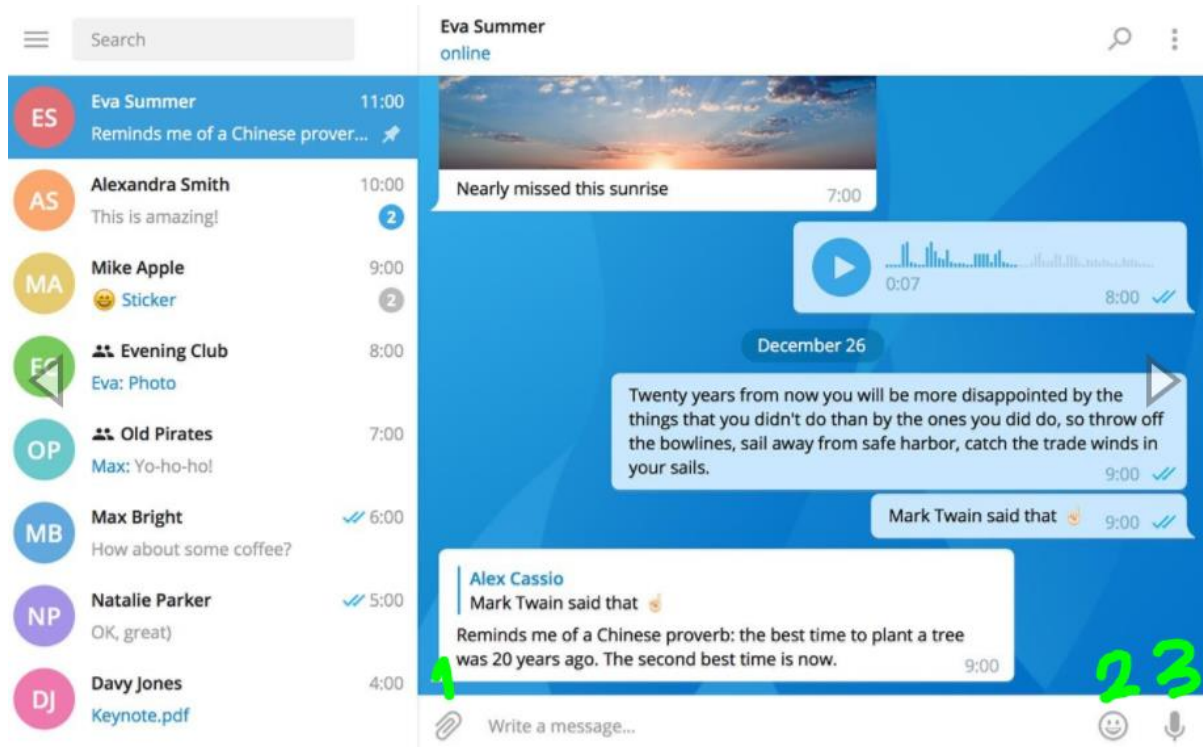 Search
ES
Eva Summer 11:00
Reminds me of a Chinese prover...
AS
Alexandra Smith 10:00
This is amazing! 2
MA
Mike Apple 9:00
😄 Sticker 2
EC
Evening Club 8:00
Eva: Photo
OP
Old Pirates 7:00
Max: Yo-ho-ho!
MB
Max Bright 6:00
How about some coffee?
NP
Natalie Parker 5:00
OK, great)
DJ
Davy Jones 4:00
Keynote.pdf
Eva Summer
online
Nearly missed this sunrise 7:00
0:07
8:00
December 26
Twenty years from now you will be more disappointed by the
things that you didn't do than by the ones you did do, so throw off
the bowlines, sail away from safe harbor, catch the trade winds in
your sails. 9:00
Mark Twain said that ☝🏻 9:00
Alex Cassio
Mark Twain said that ☝🏻
Reminds me of a Chinese proverb: the best time to plant a tree
was 20 years ago. The second best time is now. 9:00
1 2 3
Write a message...